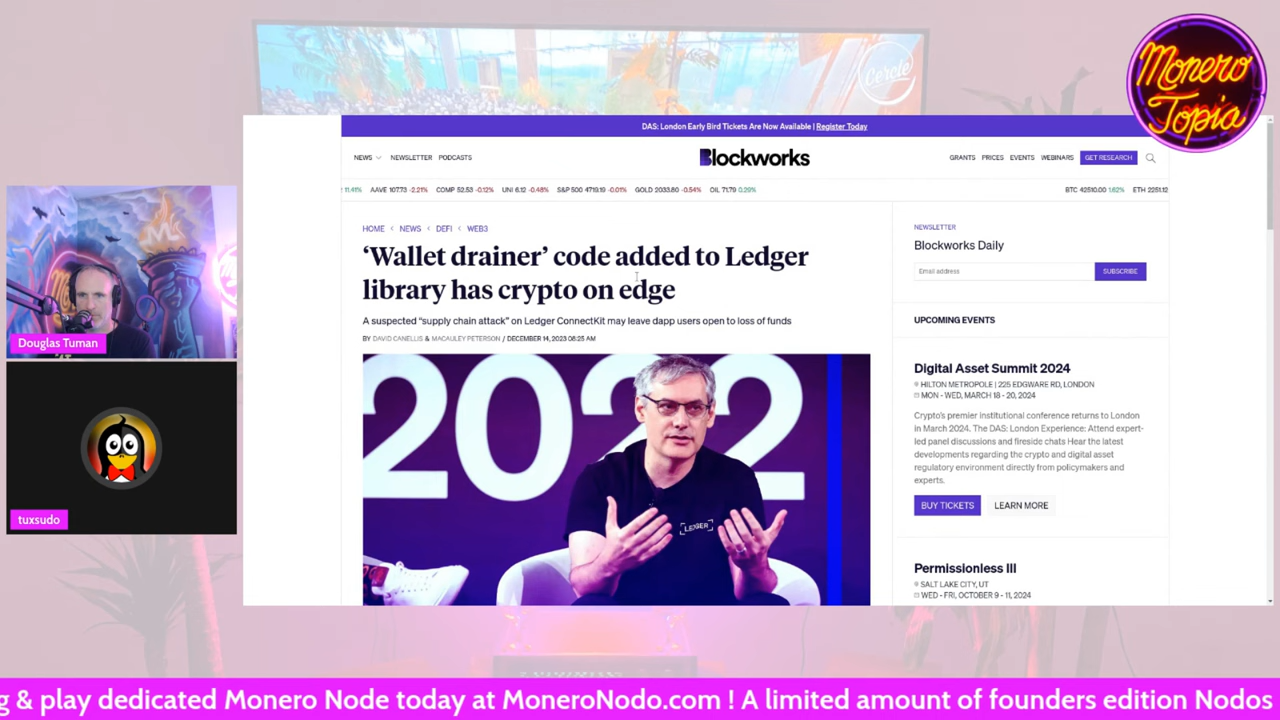 Cercle
Monero
Topia
DAS: London Early Bird Tickets Are Now Available | Register Today
NEWS
NEWSLETTER
PODCASTS
Blockworks
GRANTS
PRICES
EVENTS
WEBINARS
GET RESEARCH
11.41% AAVE 107.73 -2.21% COMP 52.53 -0.12% UNI 6.12 -0.48% S&P 500 4719.19 -0.01% GOLD 2033.80 -0.54% OIL 71.79 0.29%
BTC 42510.00 1.62% ETH 2251.12
HOME < NEWS < DEFI < WEB3
‘Wallet drainer’ code added to Ledger
library has crypto on edge
A suspected “supply chain attack” on Ledger ConnectKit may leave dapp users open to loss of funds
BY DAVID CANELLIS & MACAULEY PETERSON / DECEMBER 14, 2023 08:25 AM
2022
LEDGER
NEWSLETTER
Blockworks Daily
Email address
SUBSCRIBE
UPCOMING EVENTS
Digital Asset Summit 2024
HILTON METROPOLE | 225 EDGWARE RD, LONDON
MON - WED, MARCH 18 - 20, 2024
Crypto’s premier institutional conference returns to London
in March 2024. The DAS: London Experience: Attend expert-
led panel discussions and fireside chats Hear the latest
developments regarding the crypto and digital asset
regulatory environment directly from policymakers and
experts.
BUY TICKETS
LEARN MORE
Permissionless III
SALT LAKE CITY, UT
WED - FRI, OCTOBER 9 - 11, 2024
Douglas Tuman
tuxsudo
g & play dedicated Monero Node today at MoneroNodo.com ! A limited amount of founders edition Nodos